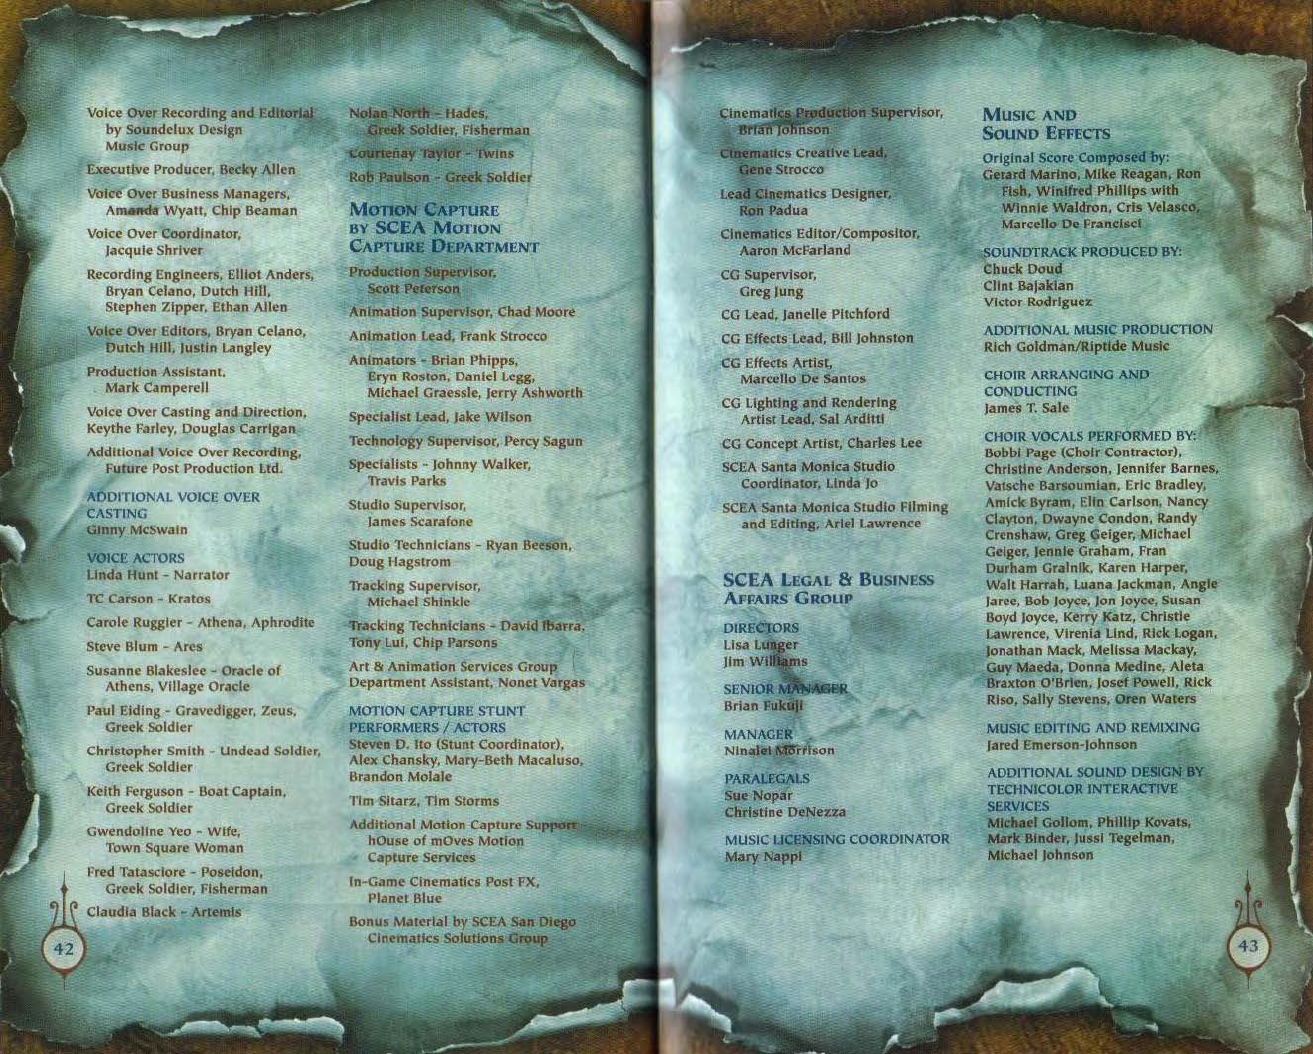 Voice Over Recording and Editorial
by Soundelux Design
Music Group
Executive Producer, Becky Allen
Voice Over Business Managers,
Amanda Wyatt, Chip Beaman
Voice Over Coordinator,
Jacquie Shriver
Recording Engineers, Elliot Anders,
Bryan Celano, Dutch Hill,
Stephen Zipper, Ethan Allen
Voice Over Editors, Bryan Celano,
Dutch Hill, Justin Langley
Production Assistant,
Mark Camperell
Voice Over Casting and Direction,
Keythe Farley, Douglas Carrigan
Additional Voice Over Recording,
Future Post Production Ltd.
ADDITIONAL VOICE OVER
CASTING
Ginny McSwain
VOICE ACTORS
Linda Hunt – Narrator
TC Carson – Kratos
Carole Ruggier – Athena, Aphrodite
Steve Blum – Ares
Susanne Blakeslee – Oracle of
Athens, Village Oracle
Paul Eiding – Gravedigger, Zeus,
Greek Soldier
Christopher Smith – Undead Soldier,
Greek Soldier
Keith Ferguson – Boat Captain,
Greek Soldier
Gwendoline Yeo – Wife,
Town Square Woman
Fred Tatasciore – Poseidon,
Greek Soldier, Fisherman
Claudia Black – Artemis
42
Nolan North – Hades,
Greek Soldier, Fisherman
Courtenay Taylor – Twins
Rob Paulson – Greek Soldier
MOTION CAPTURE
BY SCEA MOTION
CAPTURE DEPARTMENT
Production Supervisor,
Scott Peterson
Animation Supervisor, Chad Moore
Animation Lead, Frank Strocco
Animators – Brian Phipps,
Eryn Roston, Daniel Legg,
Michael Graessle, Jerry Ashworth
Specialist Lead, Jake Wilson
Technology Supervisor, Percy Sagun
Specialists – Johnny Walker,
Travis Parks
Studio Supervisor,
James Scarafone
Studio Technicians – Ryan Beeson,
Doug Hagstrom
Tracking Supervisor,
Michael Shinkle
Tracking Technicians – David Ibarra,
Tony Lui, Chip Parsons
Art & Animation Services Group
Department Assistant, Nonet Vargas
MOTION CAPTURE STUNT
PERFORMERS / ACTORS
Steven D. Ito (Stunt Coordinator),
Alex Chansky, Mary-Beth Macaluso,
Brandon Molale
Tim Sitarz, Tim Storms
Additional Motion Capture Support
hOuse of mOves Motion
Capture Services
In-Game Cinematics Post FX,
Planet Blue
Bonus Material by SCEA San Diego
Cinematics Solutions Group
Cinematics Production Supervisor,
Brian Johnson
Cinematics Creative Lead,
Gene Strocco
Lead Cinematics Designer,
Ron Padua
Cinematics Editor/Compositor,
Aaron McFarland
CG Supervisor,
Greg Jung
CG Lead, Janelle Pitchford
CG Effects Lead, Bill Johnston
CG Effects Artist,
Marcello De Santos
CG Lighting and Rendering
Artist Lead, Sal Arditti
CG Concept Artist, Charles Lee
SCEA Santa Monica Studio
Coordinator, Linda Jo
SCEA Santa Monica Studio Filming
and Editing, Ariel Lawrence
SCEA LEGAL & BUSINESS
AFFAIRS GROUP
DIRECTORS
Lisa Lunger
Jim Williams
SENIOR MANAGER
Brian Fukuji
MANAGER
Ninalei Morrison
PARALEGALS
Sue Nopar
Christine DeNezza
MUSIC LICENSING COORDINATOR
Mary Nappi
MUSIC AND
SOUND EFFECTS
Original Score Composed by:
Gerard Marino, Mike Reagan, Ron
Fish, Winifred Phillips with
Winnie Waldron, Cris Velasco,
Marcello De Francisci
SOUNDTRACK PRODUCED BY:
Chuck Doud
Clint Bajakian
Victor Rodriguez
ADDITIONAL MUSIC PRODUCTION
Rich Goldman/Riptide Music
CHOIR ARRANGING AND
CONDUCTING
James T. Sale
CHOIR VOCALS PERFORMED BY:
Bobbi Page (Choir Contractor),
Christine Anderson, Jennifer Barnes,
Vatsche Barsoumian, Eric Bradley,
Amick Byram, Elin Carlson, Nancy
Clayton, Dwayne Condon, Randy
Crenshaw, Greg Geiger, Michael
Geiger, Jennie Graham, Fran
Durham Gralnik, Karen Harper,
Walt Harrah, Luana Jackman, Angie
Jaree, Bob Joyce, Jon Joyce, Susan
Boyd Joyce, Kerry Katz, Christie
Lawrence, Virenia Lind, Rick Logan,
Jonathan Mack, Melissa Mackay,
Guy Maeda, Donna Medine, Aleta
Braxton O'Brien, Josef Powell, Rick
Riso, Sally Stevens, Oren Waters
MUSIC EDITING AND REMIXING
Jared Emerson-Johnson
ADDITIONAL SOUND DESIGN BY
TECHNICOLOR INTERACTIVE
SERVICES
Michael Gollom, Phillip Kovats,
Mark Binder, Jussi Tegelman,
Michael Johnson
43